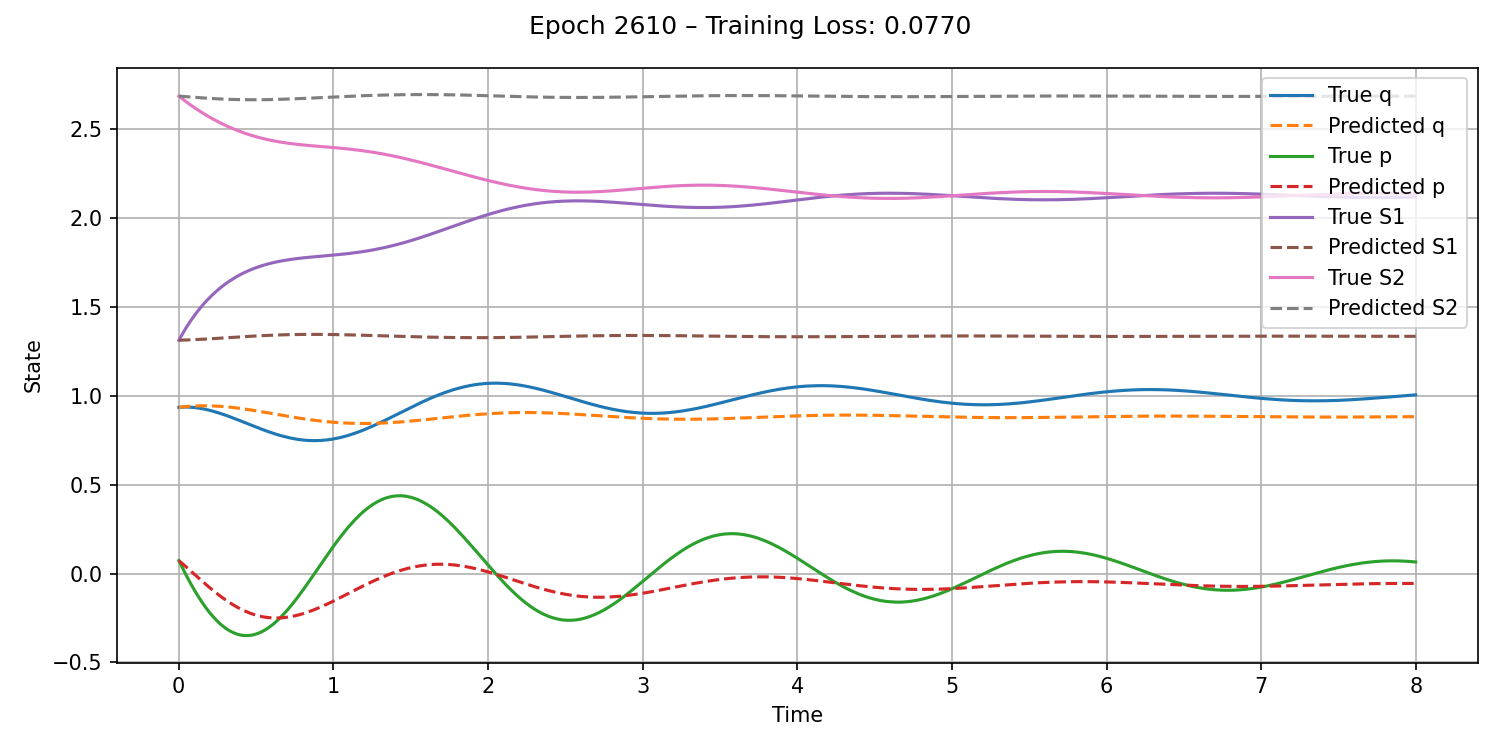 Epoch 2610 – Training Loss: 0.0770
State
2.5
2.0
1.5
1.0
0.5
0.0
−0.5
0 1 2 3 4 5 6 7 8
Time
True q
Predicted q
True p
Predicted p
True S1
Predicted S1
True S2
Predicted S2